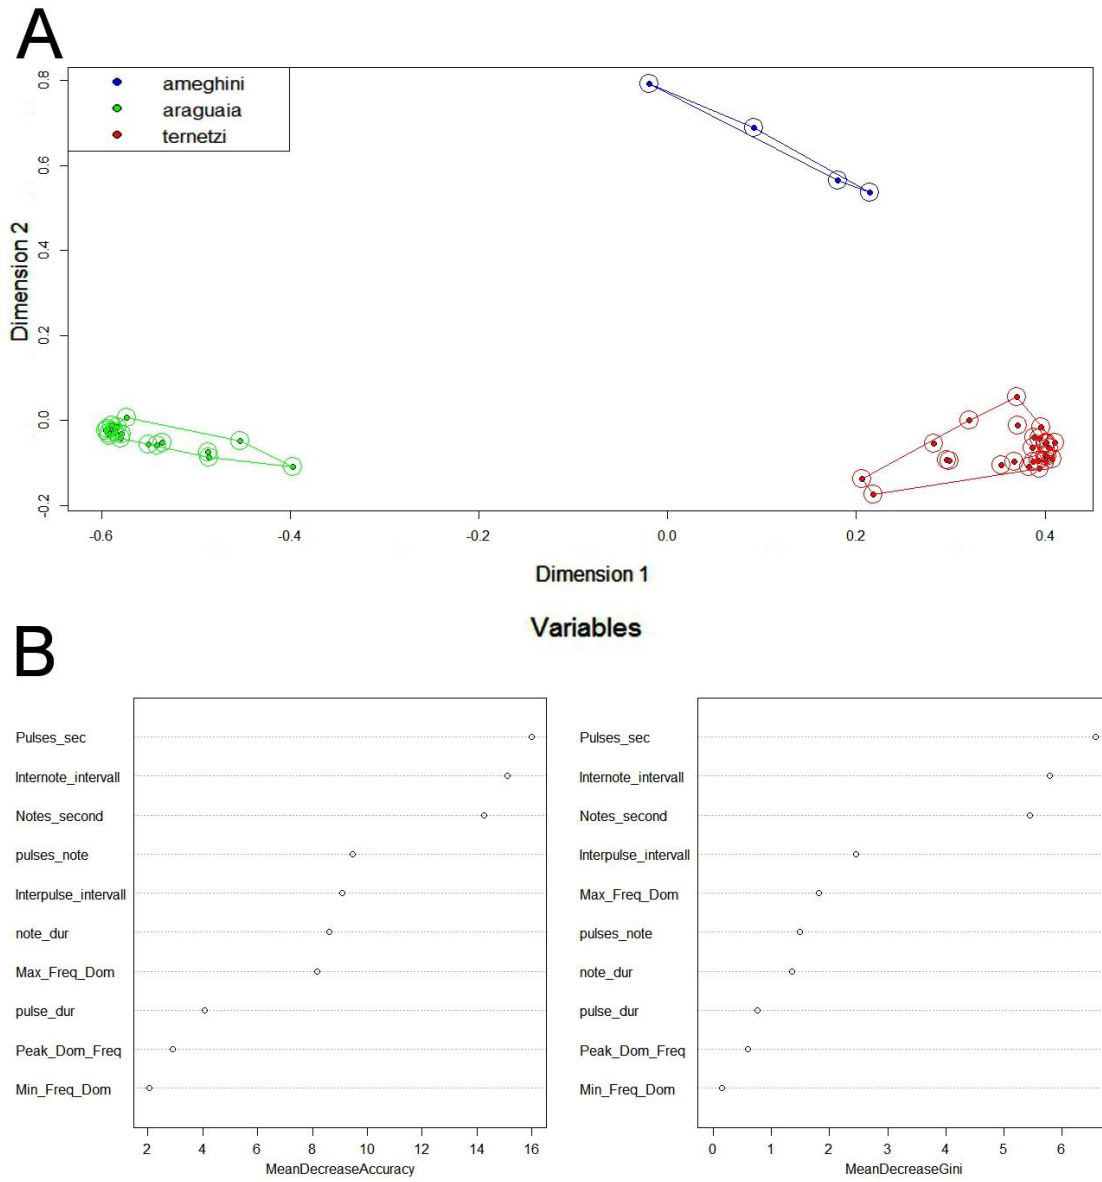 A
ameghini
araguaia
ternetzi
Dimension 2
0.8
0.6
0.4
0.2
0.0
-0.2
-0.6 -0.4 -0.2 0.0 0.2 0.4
Dimension 1
Variables
B
Pulses_sec
Internote_intervall
Notes_second
pulses_note
Interpulse_intervall
note_dur
Max_Freq_Dom
pulse_dur
Peak_Dom_Freq
Min_Freq_Dom
2 4 6 8 10 12 14 16
MeanDecreaseAccuracy
Pulses_sec
Internote_intervall
Notes_second
Interpulse_intervall
Max_Freq_Dom
pulses_note
note_dur
pulse_dur
Peak_Dom_Freq
Min_Freq_Dom
0 1 2 3 4 5 6
MeanDecreaseGini